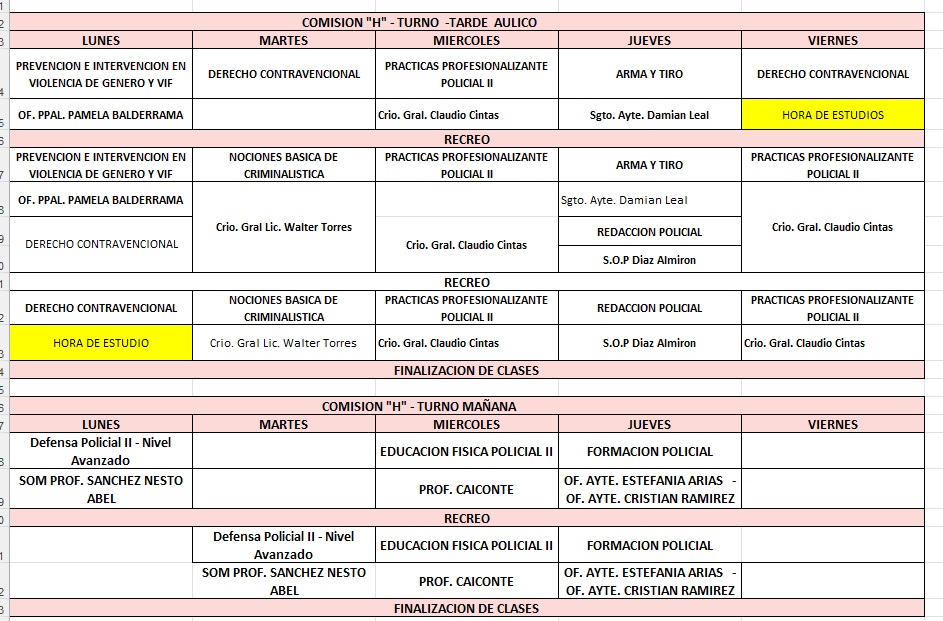 COMISION "H" - TURNO -TARDE AULICO
LUNES MARTES MIERCOLES JUEVES VIERNES
PREVENCION E INTERVENCION EN
VIOLENCIA DE GENERO Y VIF
DERECHO CONTRAVENCIONAL
PRACTICAS PROFESIONALIZANTE
POLICIAL II
ARMA Y TIRO
DERECHO CONTRAVENCIONAL
OF. PPAL. PAMELA BALDERRAMA
Crio. Gral. Claudio Cintas
Sgto. Ayte. Damian Leal
HORA DE ESTUDIOS
RECREO
PREVENCION E INTERVENCION EN
VIOLENCIA DE GENERO Y VIF
NOCIONES BASICA DE
CRIMINALISTICA
PRACTICAS PROFESIONALIZANTE
POLICIAL II
ARMA Y TIRO
PRACTICAS PROFESIONALIZANTE
POLICIAL II
OF. PPAL. PAMELA BALDERRAMA
Crio. Gral Lic. Walter Torres
Sgto. Ayte. Damian Leal
Crio. Gral. Claudio Cintas
DERECHO CONTRAVENCIONAL
Crio. Gral. Claudio Cintas
REDACCION POLICIAL
S.O.P Diaz Almiron
RECREO
DERECHO CONTRAVENCIONAL
NOCIONES BASICA DE
CRIMINALISTICA
PRACTICAS PROFESIONALIZANTE
POLICIAL II
REDACCION POLICIAL
PRACTICAS PROFESIONALIZANTE
POLICIAL II
HORA DE ESTUDIO
Crio. Gral Lic. Walter Torres
Crio. Gral. Claudio Cintas
S.O.P Diaz Almiron
Crio. Gral. Claudio Cintas
FINALIZACION DE CLASES
COMISION "H" - TURNO MAÑANA
LUNES MARTES MIERCOLES JUEVES VIERNES
Defensa Policial II - Nivel
Avanzado
EDUCACION FISICA POLICIAL II
FORMACION POLICIAL
SOM PROF. SANCHEZ NESTO
ABEL
PROF. CAICONTE
OF. AYTE. ESTEFANIA ARIAS -
OF. AYTE. CRISTIAN RAMIREZ
RECREO
Defensa Policial II - Nivel
Avanzado
EDUCACION FISICA POLICIAL II
FORMACION POLICIAL
SOM PROF. SANCHEZ NESTO
ABEL
PROF. CAICONTE
OF. AYTE. ESTEFANIA ARIAS -
OF. AYTE. CRISTIAN RAMIREZ
FINALIZACION DE CLASES